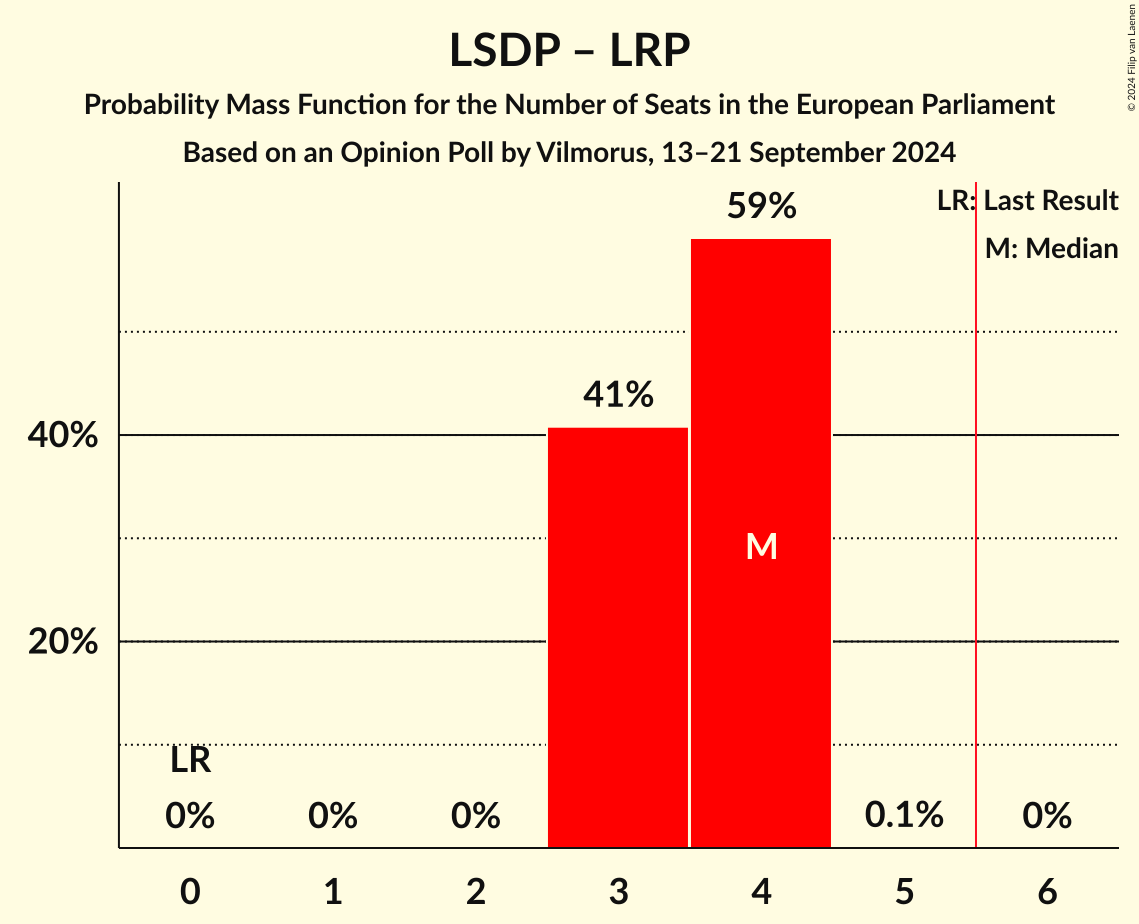 LSDP – LRP
Probability Mass Function for the Number of Seats in the European Parliament
Based on an Opinion Poll by Vilmorus, 13–21 September 2024
© 2024 Filip van Laenen
LR: Last Result
M: Median
59%
41%
40%
M
20%
LR
0%
0%
0%
0.1%
0%
0
1
2
3
4
5
6